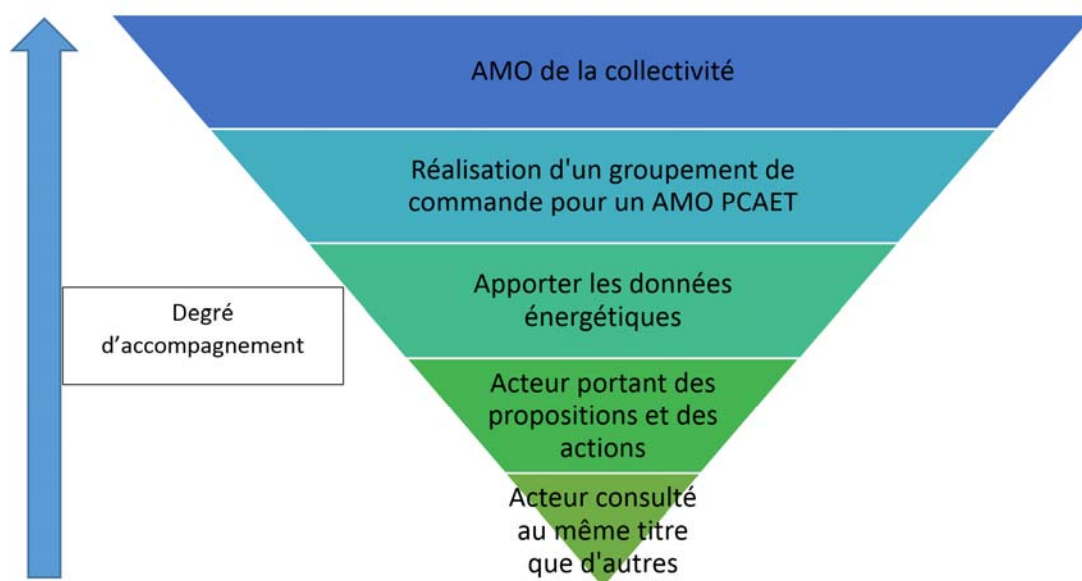 AMO de la collectivité
Réalisation d'un groupement de
commande pour un AMO PCAET
Apporter les données
énergétiques
Degré
d’accompagnement
Acteur portant des
propositions et des
actions
Acteur consulté
au même titre
que d'autres